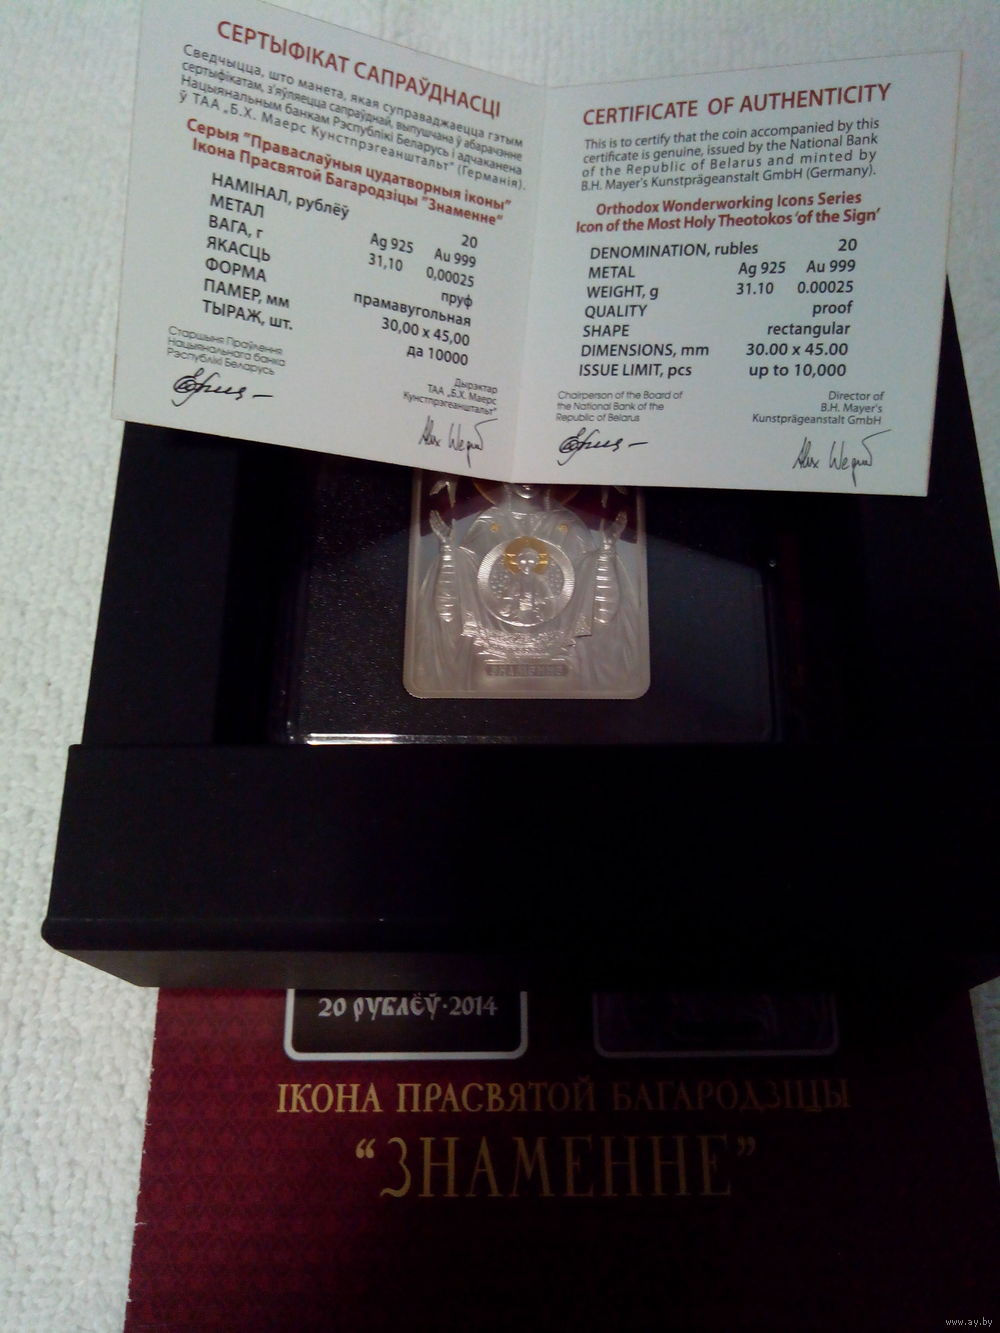 СЕРТЫФІКАТ САПРАЎДНАСЦІ
Сведчыцца, што манета, якая суправаджаецца гэтым
сертыфікатам, з'яўляецца сапраўднай, выпушчана ў абарачэнне
Нацыянальным банкам Рэспублікі Беларусь і адчаканена
ў ТАА „Б.Х. Маерс Кунстпрэгеанштальт" (Германія).
Серыя "Праваслаўныя цудатворныя іконы"
Ікона Прасвятой Багародзіцы "Знаменне"
НАМІНАЛ, рублёў 20
МЕТАЛ Ag 925 Au 999
ВАГА, г 31,10 0,00025
ЯКАСЦЬ пруф
ФОРМА прамавугольная
ПАМЕР, мм 30,00 x 45,00
ТЫРАЖ, шт. да 10000
Старшыня Праўлення
Нацыянальнага банка
Рэспублікі Беларусь
Дырэктар
ТАА „Б.Х. Маерс
Кунстпрэгеанштальт"
CERTIFICATE OF AUTHENTICITY
This is to certify that the coin accompanied by this
certificate is genuine, issued by the National Bank
of the Republic of Belarus and minted by
B.H. Mayer's Kunstprägeanstalt GmbH (Germany).
Orthodox Wonderworking Icons Series
Icon of the Most Holy Theotokos 'of the Sign'
DENOMINATION, rubles 20
METAL Ag 925 Au 999
WEIGHT, g 31.10 0.00025
QUALITY proof
SHAPE rectangular
DIMENSIONS, mm 30.00 x 45.00
ISSUE LIMIT, pcs up to 10,000
Chairperson of the Board of
the National Bank of the
Republic of Belarus
Director of
B.H. Mayer's
Kunstprägeanstalt GmbH
ЗНАМЕННЕ
20 РУБЛЁЎ·2014
ІКОНА ПРАСВЯТОЙ БАГАРОДЗІЦЫ
"ЗНАМЕННЕ"
www.ay.by